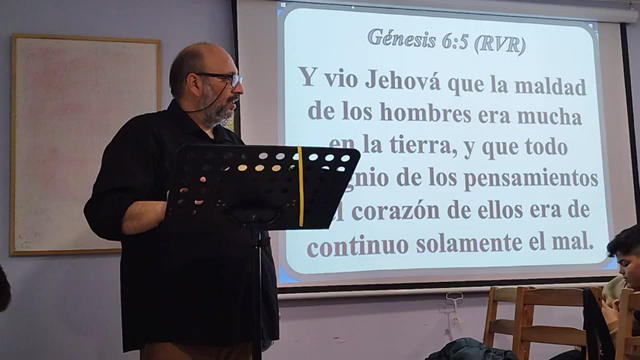 Génesis 6:5 (RVR)
Y vio Jehová que la maldad
de los hombres era mucha
en la tierra, y que todo
de los pensamientos
corazón de ellos era de
continuo solamente el mal.